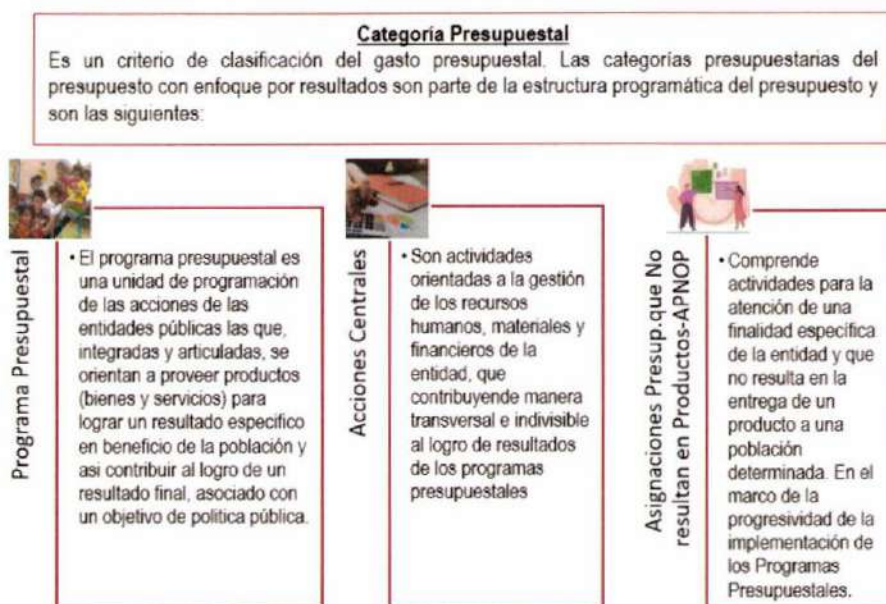 Categoría Presupuestal
Es un criterio de clasificación del gasto presupuestal. Las categorías presupuestarias del
presupuesto con enfoque por resultados son parte de la estructura programática del presupuesto y
son las siguientes:
Programa Presupuestal
• El programa presupuestal es
una unidad de programación
de las acciones de las
entidades públicas las que,
integradas y articuladas, se
orientan a proveer productos
(bienes y servicios) para
lograr un resultado especifico
en beneficio de la población y
asi contribuir al logro de un
resultado final, asociado con
un objetivo de politica pública.
Acciones Centrales
• Son actividades
orientadas a la gestión
de los recursos
humanos, materiales y
financieros de la
entidad, que
contribuyende manera
transversal e indivisible
al logro de resultados
de los programas
presupuestales
Asignaciones Presup.que No
resultan en Productos-APNOP
• Comprende
actividades para la
atención de una
finalidad específica
de la entidad y que
no resulta en la
entrega de un
producto a una
población
determinada. En el
marco de la
progresividad de la
implementación de
los Programas
Presupuestales.